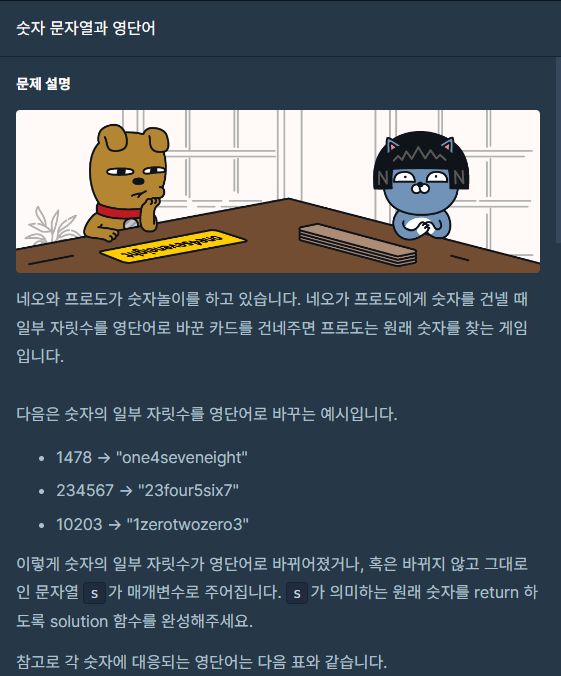 숫자 문자열과 영단어
문제 설명
네오와 프로도가 숫자놀이를 하고 있습니다. 네오가 프로도에게 숫자를 건넬 때
일부 자릿수를 영단어로 바꾼 카드를 건네주면 프로도는 원래 숫자를 찾는 게임
입니다.
다음은 숫자의 일부 자릿수를 영단어로 바꾸는 예시입니다.
• 1478 → "one4seveneight"
• 234567 → "23four5six7"
• 10203 → "1zerotwozero3"
이렇게 숫자의 일부 자릿수가 영단어로 바뀌어졌거나, 혹은 바뀌지 않고 그대로
인 문자열 s 가 매개변수로 주어집니다. s 가 의미하는 원래 숫자를 return 하
도록 solution 함수를 완성해주세요.
참고로 각 숫자에 대응되는 영단어는 다음 표와 같습니다.